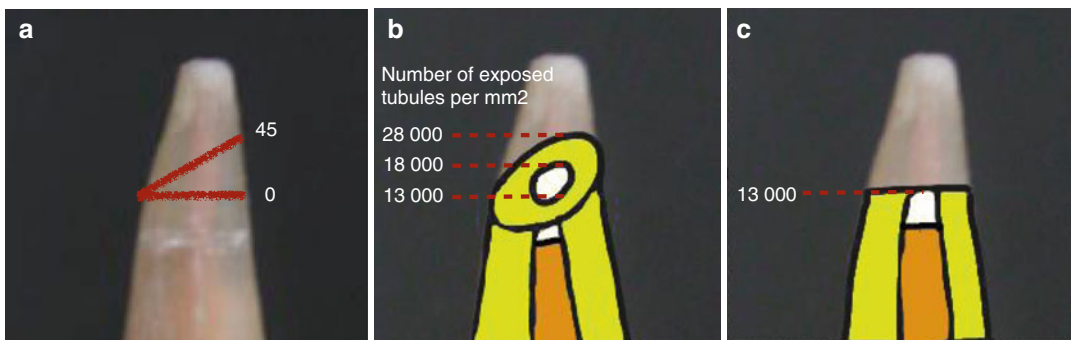 a
45
0
b
Number of exposed
tubules per mm2
28 000
18 000
13 000
c
13 000